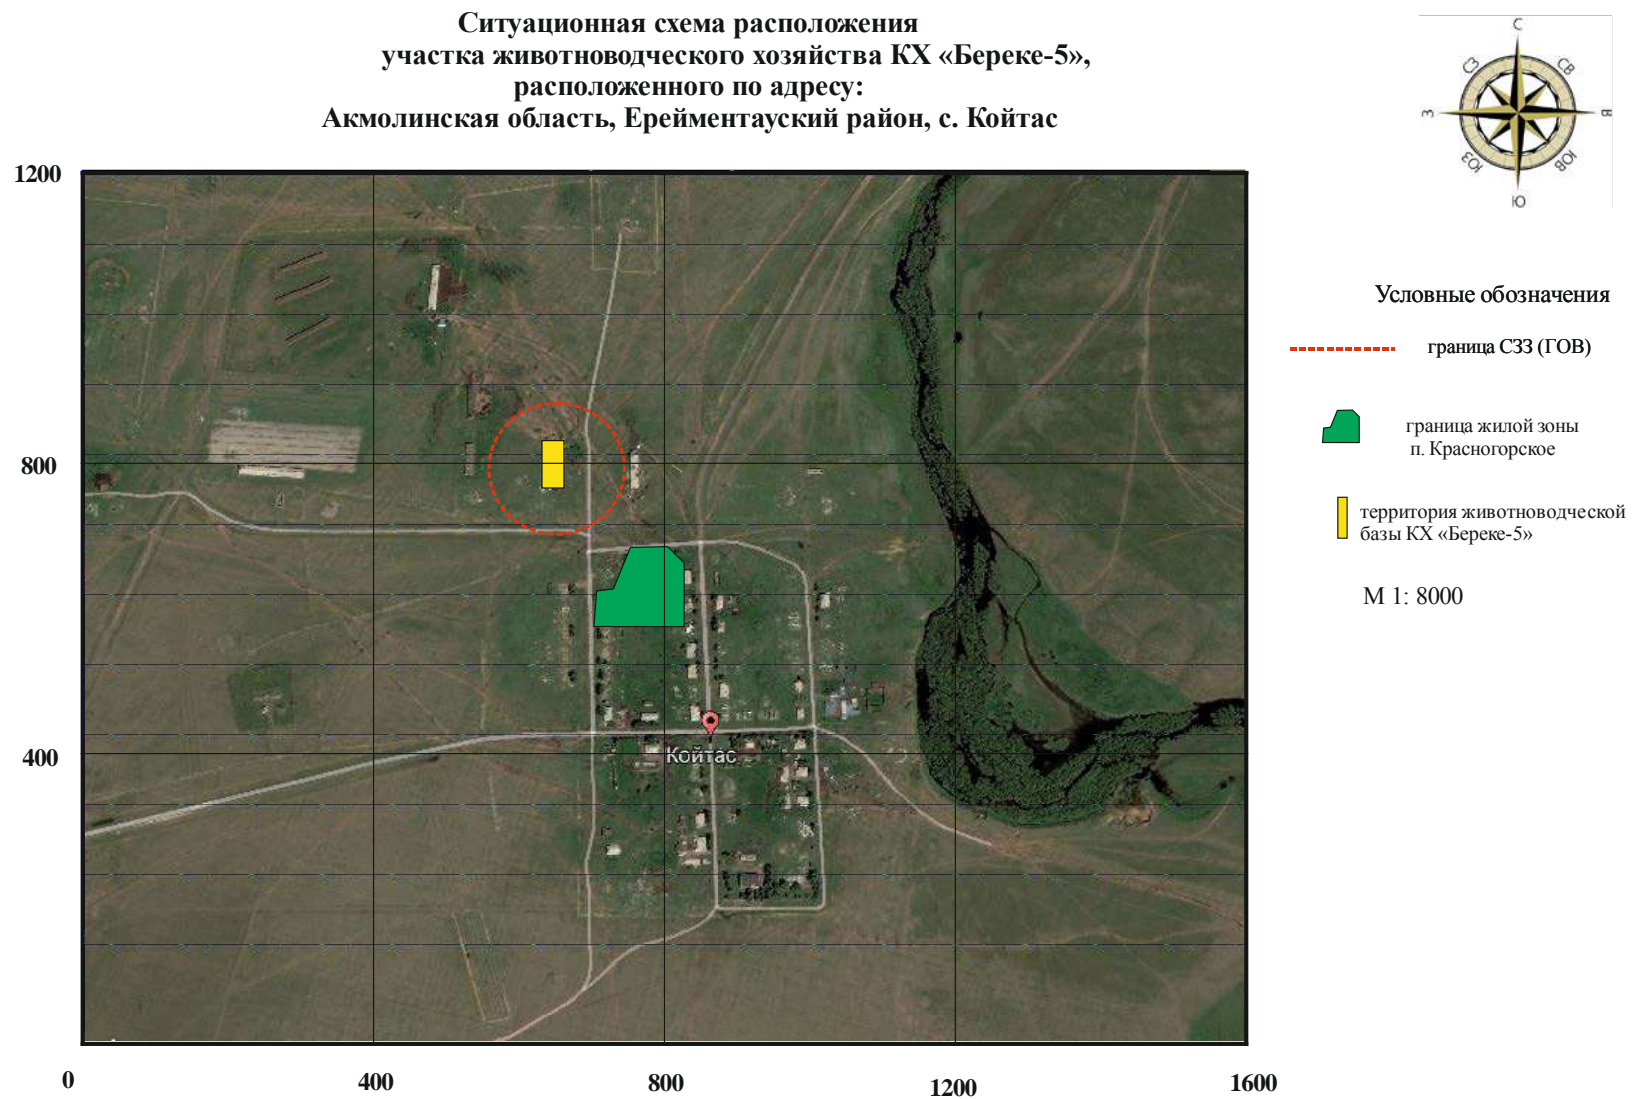 Ситуационная схема расположения
участка животноводческого хозяйства КХ «Береке-5»,
расположенного по адресу:
Акмолинская область, Ерейментауский район, с. Койтас
С
СЗ
СВ
З
В
ЮЗ
ЮВ
Ю
1200
800
400
0
400
800
1200
1600
Койтас
Условные обозначения
граница СЗЗ (ГОВ)
граница жилой зоны
п. Красногорское
территория животноводческой
базы КХ «Береке-5»
М 1: 8000